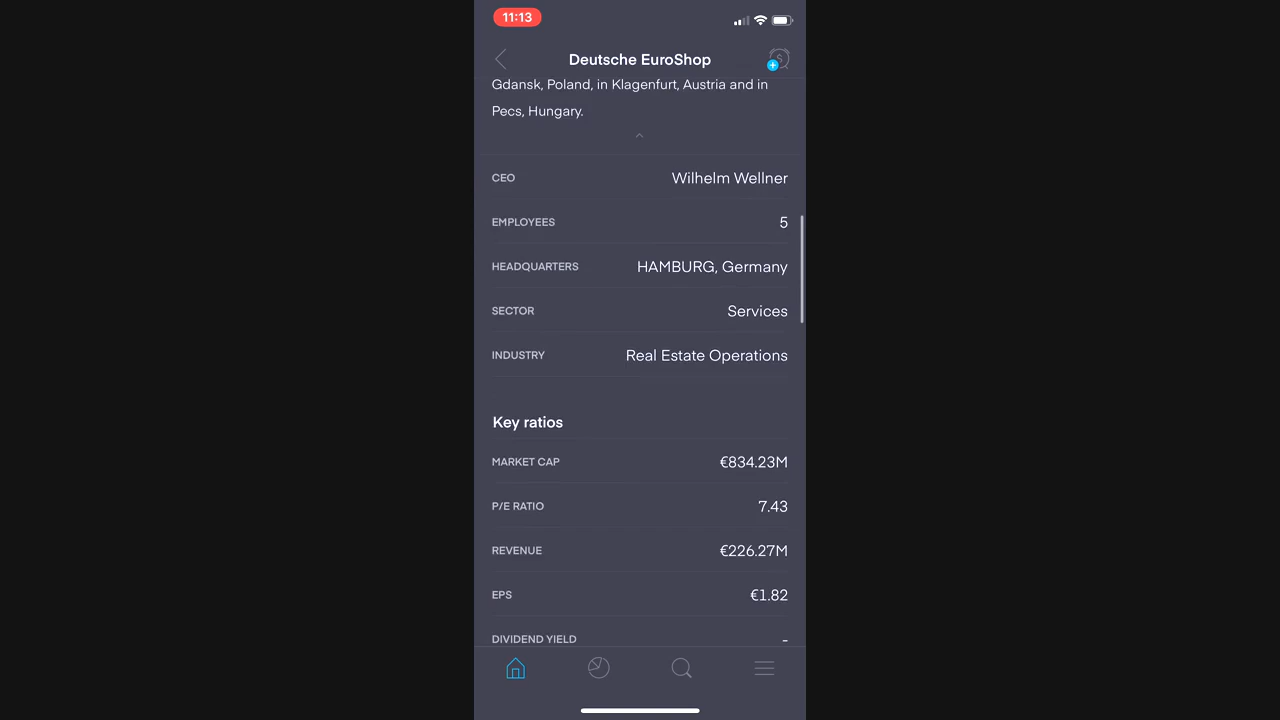 11:13
Deutsche EuroShop
Gdansk, Poland, in Klagenfurt, Austria and in
Pecs, Hungary.
CEO Wilhelm Wellner
EMPLOYEES 5
HEADQUARTERS HAMBURG, Germany
SECTOR Services
INDUSTRY Real Estate Operations
Key ratios
MARKET CAP €834.23M
P/E RATIO 7.43
REVENUE €226.27M
EPS €1.82
DIVIDEND YIELD -